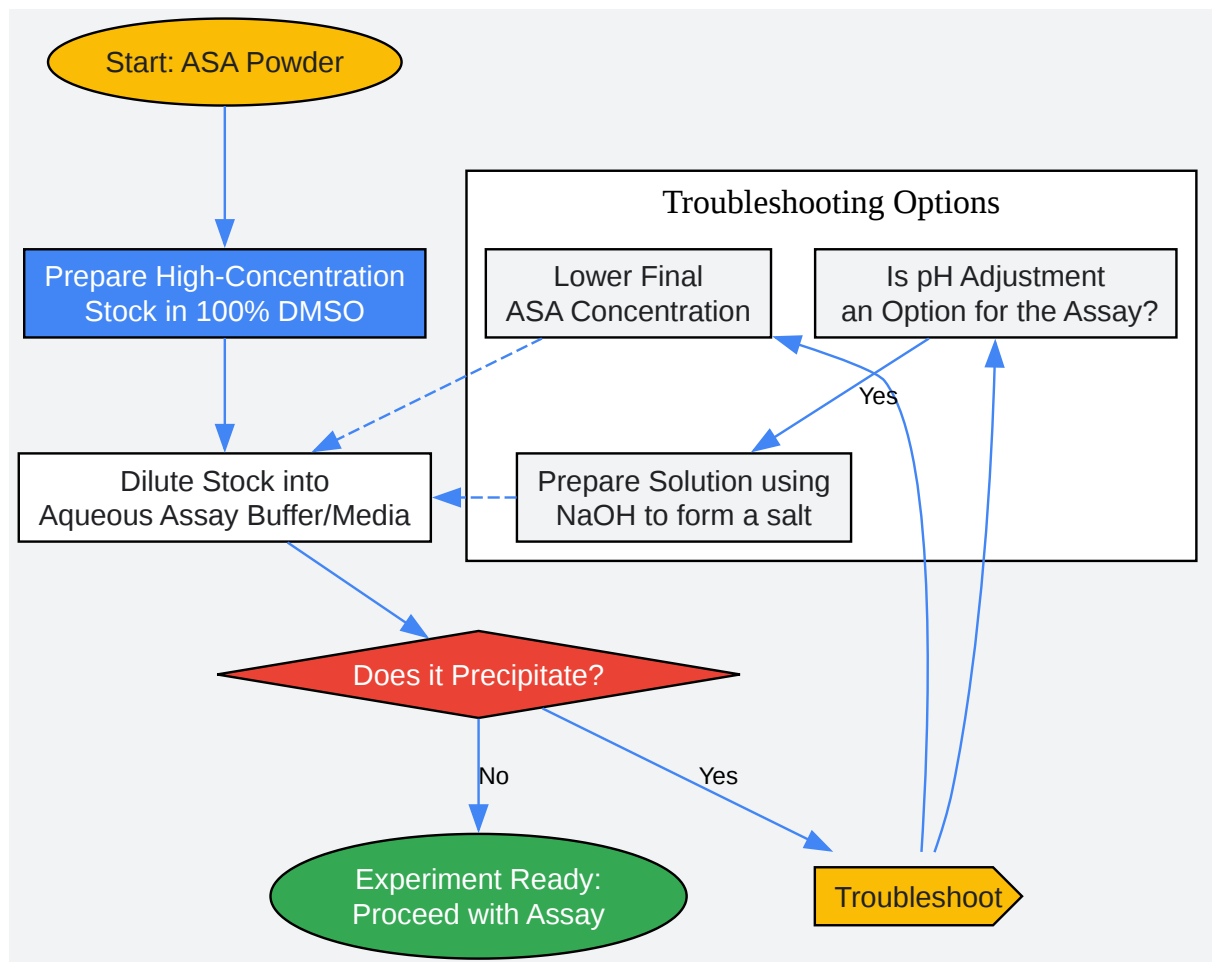 Start: ASA Powder
Troubleshooting Options
Prepare High-Concentration
Stock in 100% DMSO
Lower Final
ASA Concentration
Is pH Adjustment
an Option for the Assay?
Yes
Dilute Stock into
Aqueous Assay Buffer/Media
Prepare Solution using
NaOH to form a salt
Does it Precipitate?
No
Yes
Experiment Ready:
Proceed with Assay
Troubleshoot